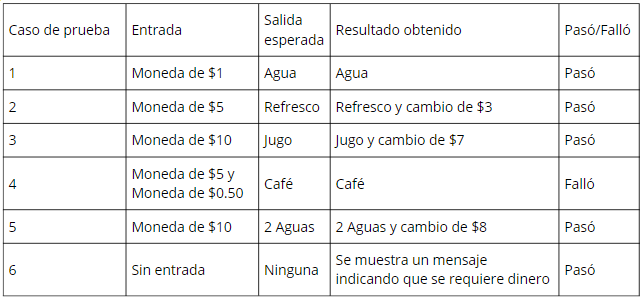 Caso de prueba Entrada Salida esperada Resultado obtenido Pasó/Falló
1 Moneda de $1 Agua Agua Pasó
2 Moneda de $5 Refresco Refresco y cambio de $3 Pasó
3 Moneda de $10 Jugo Jugo y cambio de $7 Pasó
4 Moneda de $5 y Moneda de $0.50 Café Café Falló
5 Moneda de $10 2 Aguas 2 Aguas y cambio de $8 Pasó
6 Sin entrada Ninguna Se muestra un mensaje indicando que se requiere dinero Pasó